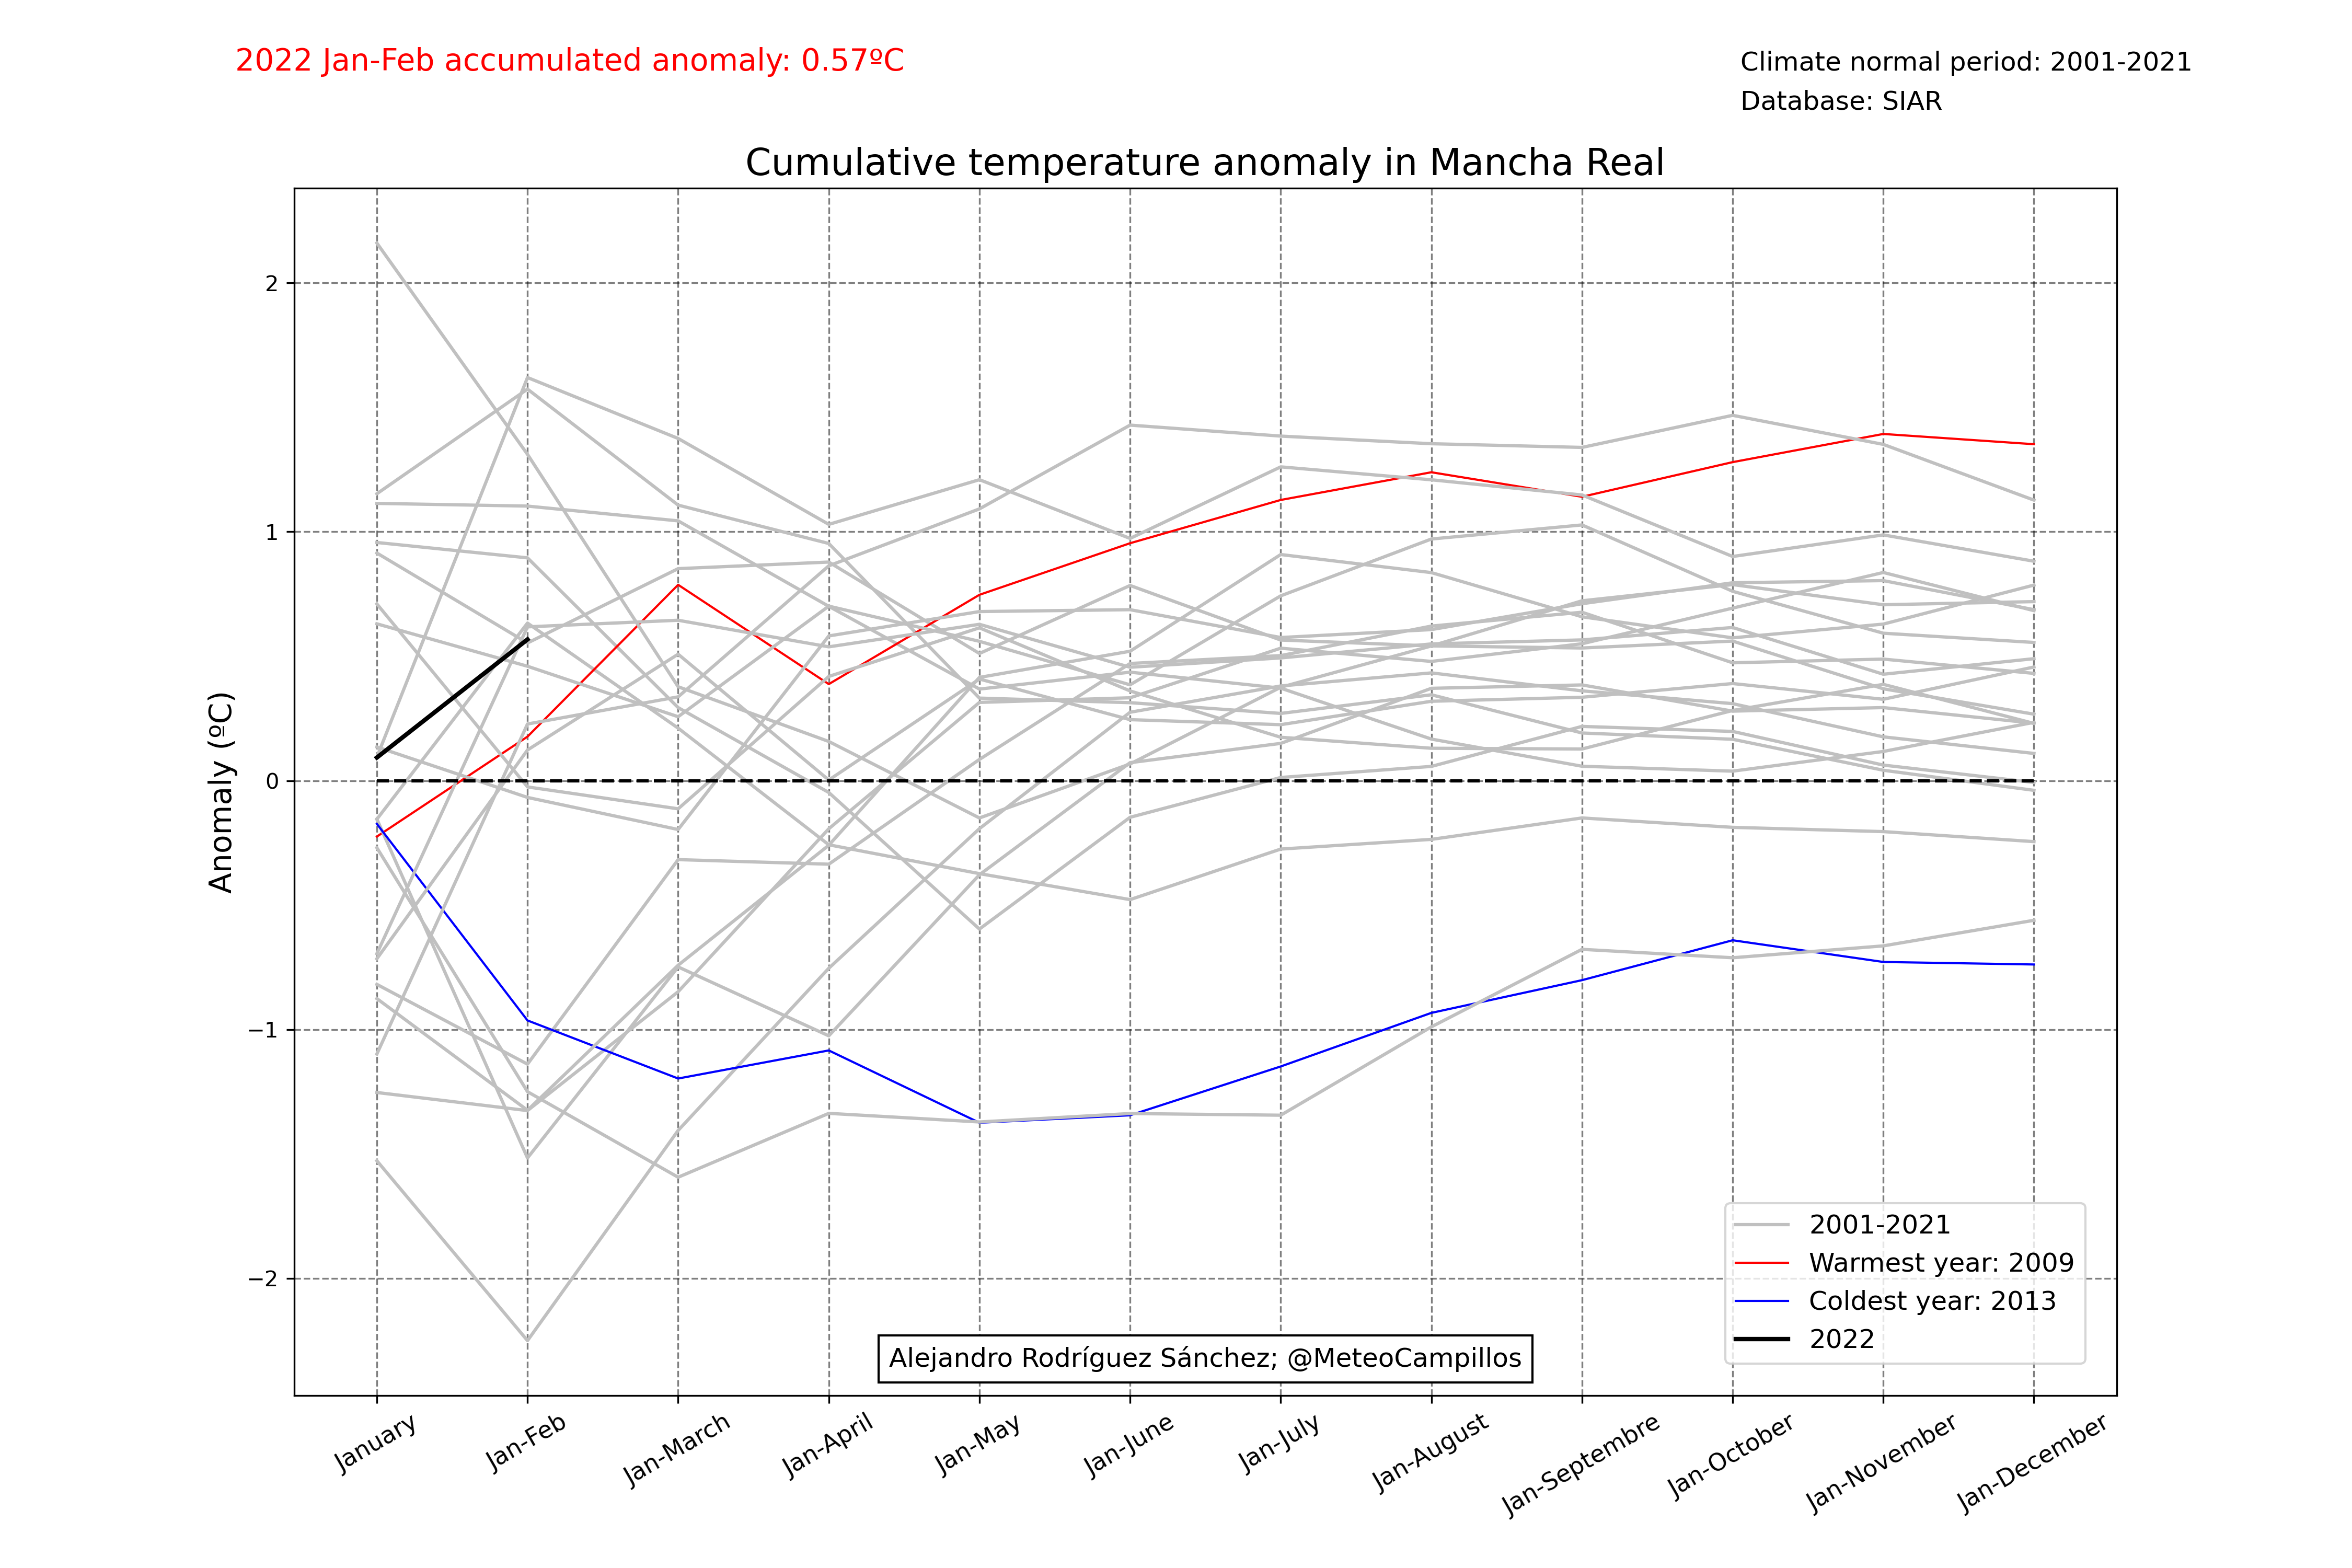 2022 Jan-Feb accumulated anomaly: 0.57ºC
Climate normal period: 2001-2021
Database: SIAR
Cumulative temperature anomaly in Mancha Real
Anomaly (ºC)
2
1
0
−1
−2
2001-2021
Warmest year: 2009
Coldest year: 2013
2022
Alejandro Rodríguez Sánchez; @MeteoCampillos
January
Jan-Feb
Jan-March
Jan-April
Jan-May
Jan-June
Jan-July
Jan-August
Jan-Septembre
Jan-October
Jan-November
Jan-December